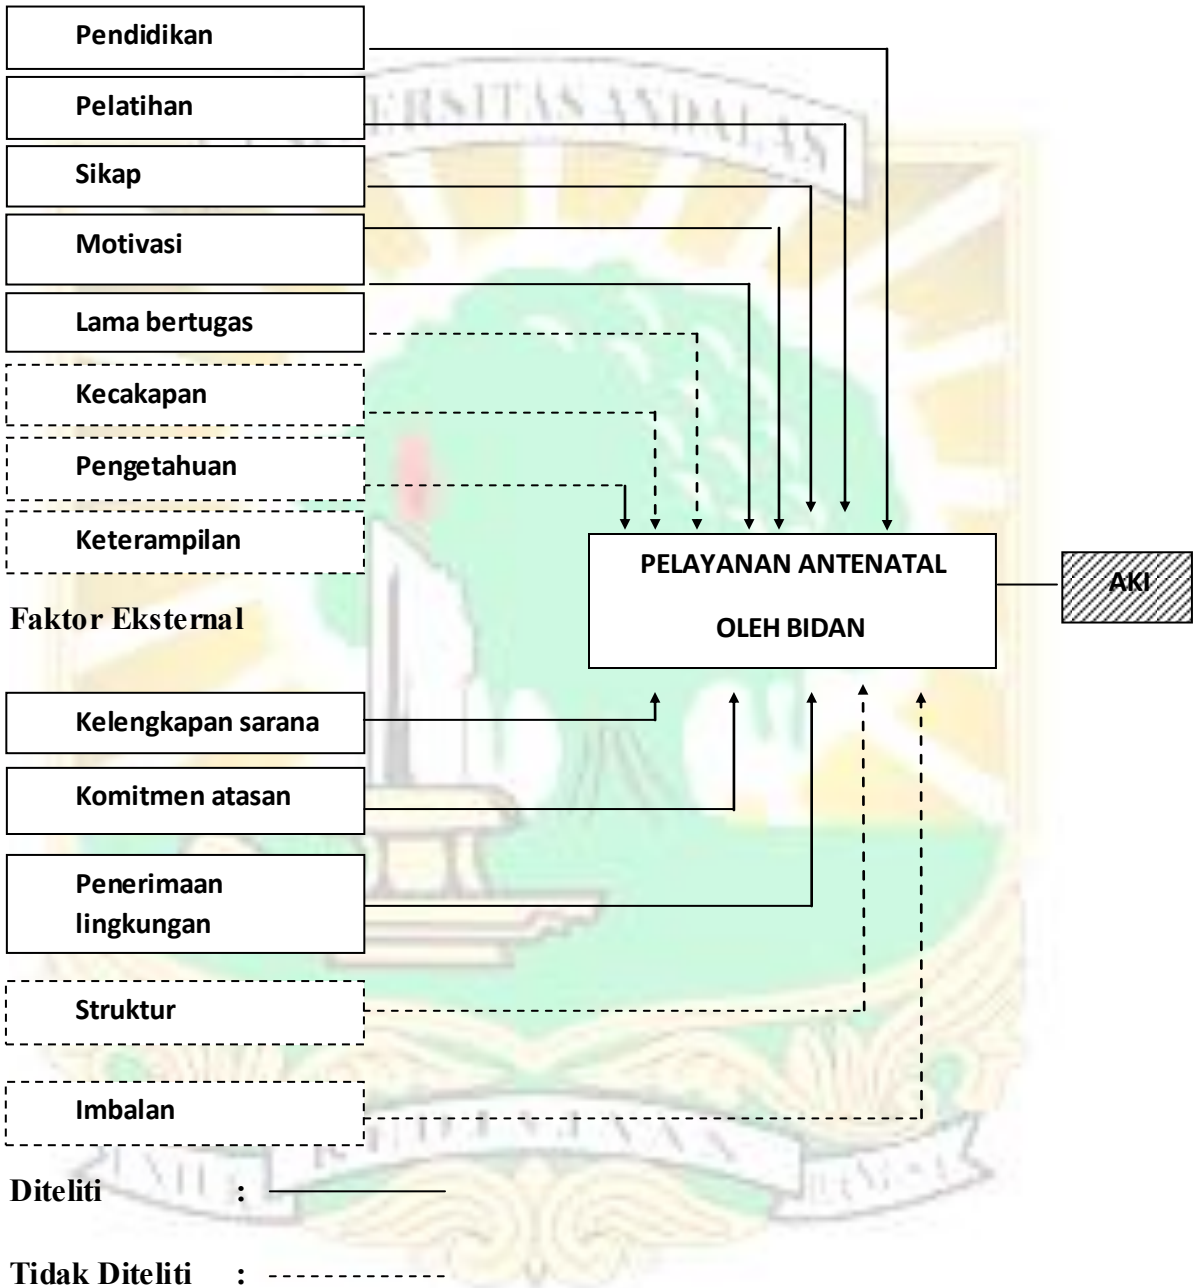 Pendidikan
Pelatihan
Sikap
Motivasi
Lama bertugas
Kecakapan
Pengetahuan
Keterampilan
PELAYANAN ANTENATAL
OLEH BIDAN
AKI
Faktor Eksternal
Kelengkapan sarana
Komitmen atasan
Penerimaan
lingkungan
Struktur
Imbalan
Diteliti :
Tidak Diteliti :